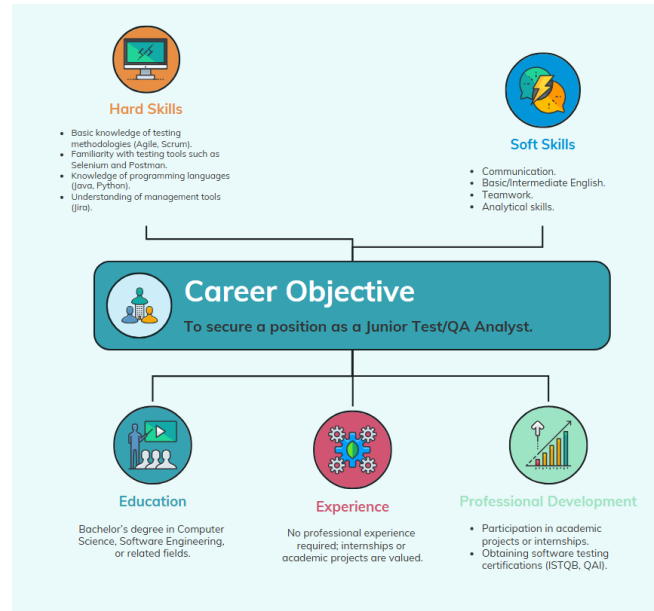 Hard Skills
• Basic knowledge of testing
methodologies (Agile, Scrum).
• Familiarity with testing tools such as
Selenium and Postman.
• Knowledge of programming languages
(Java, Python).
• Understanding of management tools
(Jira).
Soft Skills
• Communication.
• Basic/Intermediate English.
• Teamwork.
• Analytical skills.
Career Objective
To secure a position as a Junior Test/QA Analyst.
Education
Bachelor's degree in Computer
Science, Software Engineering,
or related fields.
Experience
No professional experience
required; internships or
academic projects are valued.
Professional Development
• Participation in academic
projects or internships.
• Obtaining software testing
certifications (ISTQB, QAI).